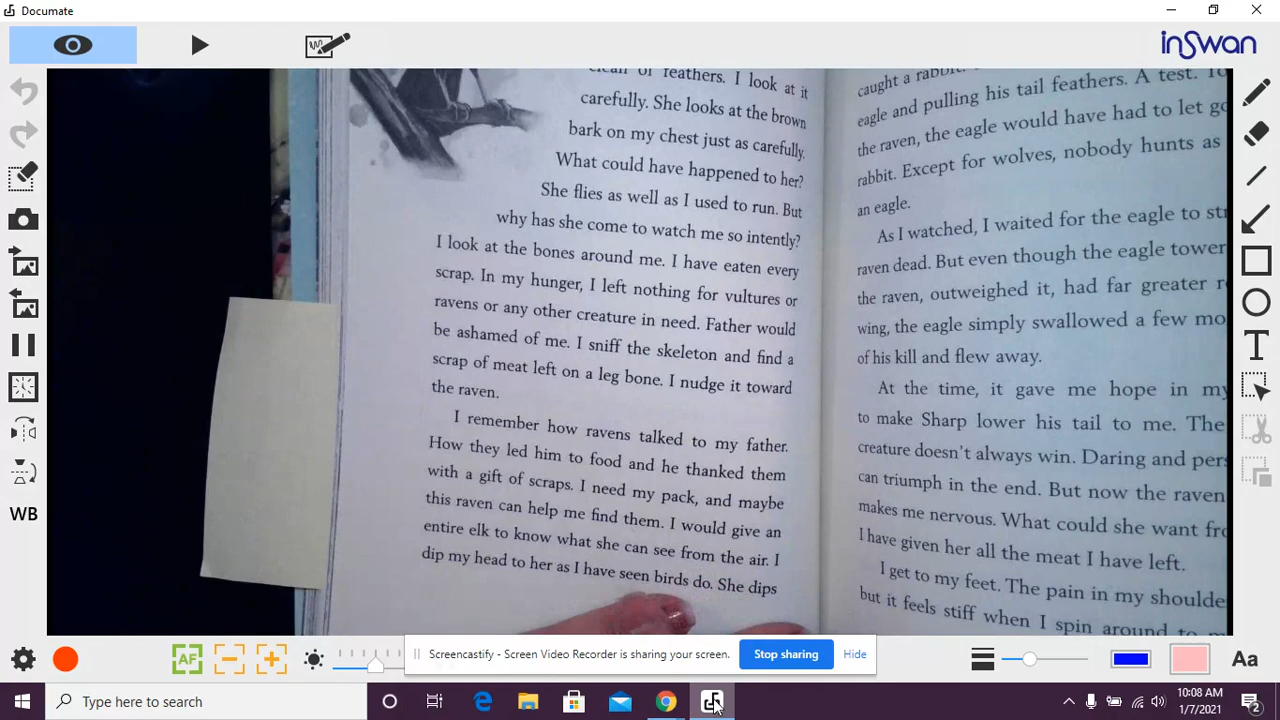 Documate
inswan
clean of feathers. I look at it
carefully. She looks at the brown
bark on my chest just as carefully.
What could have happened to her?
She flies as well as I used to run. But
why has she come to watch me so intently?
I look at the bones around me. I have eaten every
scrap. In my hunger, I left nothing for vultures or
ravens or any other creature in need. Father would
be ashamed of me. I sniff the skeleton and find a
scrap of meat left on a leg bone. I nudge it toward
the raven.
I remember how ravens talked to my father.
How they led him to food and he thanked them
with a gift of scraps. I need my pack, and maybe
this raven can help me find them. I would give an
entire elk to know what she can see from the air. I
dip my head to her as I have seen birds do. She dips
caught a rabbit.
eagle and pulling his tail feathers. A test. To
the raven, the eagle would have had to let go
rabbit. Except for wolves, nobody hunts as
an eagle.
As I watched, I waited for the eagle to
raven dead. But even though the eagle tower
the raven, outweighed it, had far greater
wing, the eagle simply swallowed a few mo
of his kill and flew away.
At the time, it gave me hope in my
to make Sharp lower his tail to me. The
creature doesn't always win. Daring and per
can triumph in the end. But now the raven
makes me nervous. What could she want
I have given her all the meat I have left.
I get to my feet. The pain in my shoulde
but it feels stiff when I spin around to
T
WB
AF
Screencastify - Screen Video Recorder is sharing your screen.
Stop sharing
Hide
Aa
Type here to search
10:08 AM
1/7/2021
2